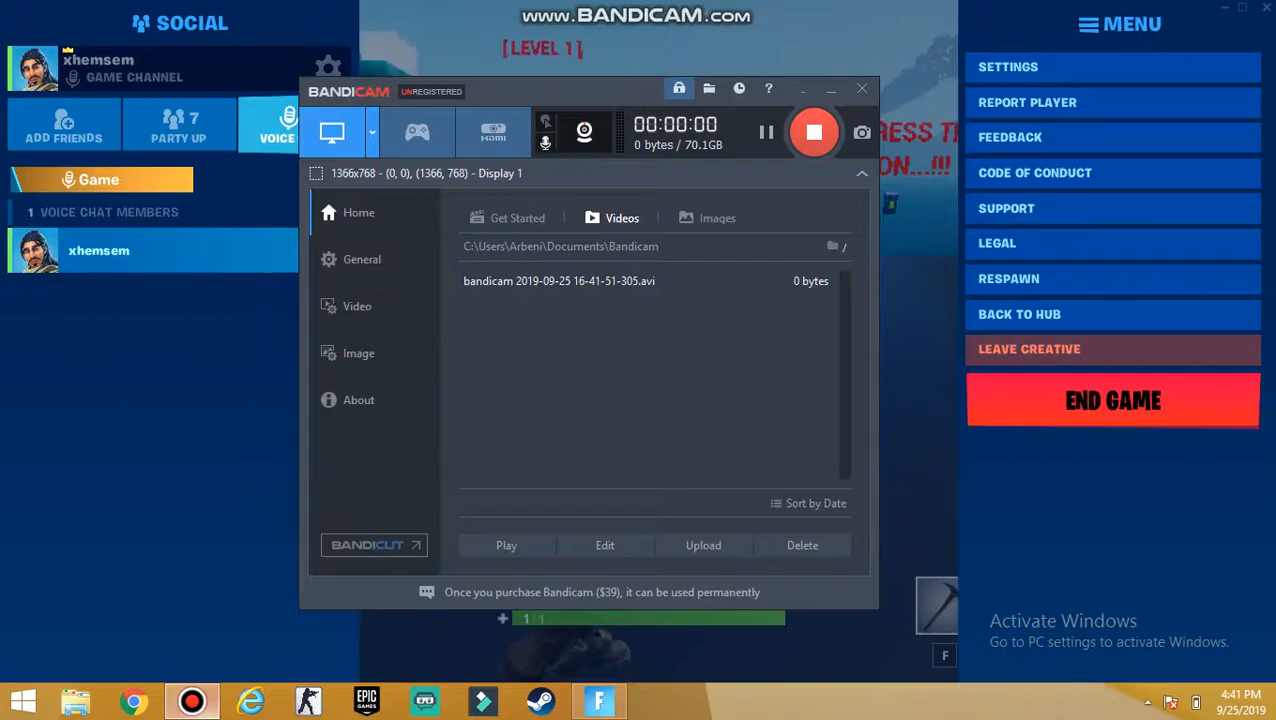 www.BANDICAM.com
SOCIAL
MENU
[LEVEL 1]
xhemsem
GAME CHANNEL
ADD FRIENDS
7
PARTY UP
VOICE
Game
1 VOICE CHAT MEMBERS
xhemsem
BANDICAM UNREGISTERED
?
HDMI
00:00:00
0 bytes / 70.1GB
1366x768 - (0, 0), (1366, 768) - Display 1
Home
General
Video
Image
About
BANDICUT
Get Started
Videos
Images
C:\Users\Arbeni\Documents\Bandicam
/
bandicam 2019-09-25 16-41-51-305.avi
0 bytes
Sort by Date
Play
Edit
Upload
Delete
Once you purchase Bandicam ($39), it can be used permanently
SETTINGS
REPORT PLAYER
FEEDBACK
CODE OF CONDUCT
SUPPORT
LEGAL
RESPAWN
BACK TO HUB
LEAVE CREATIVE
END GAME
1 | 1
F
Activate Windows
Go to PC settings to activate Windows.
EPIC
GAMES
F
4:41 PM
9/25/2019